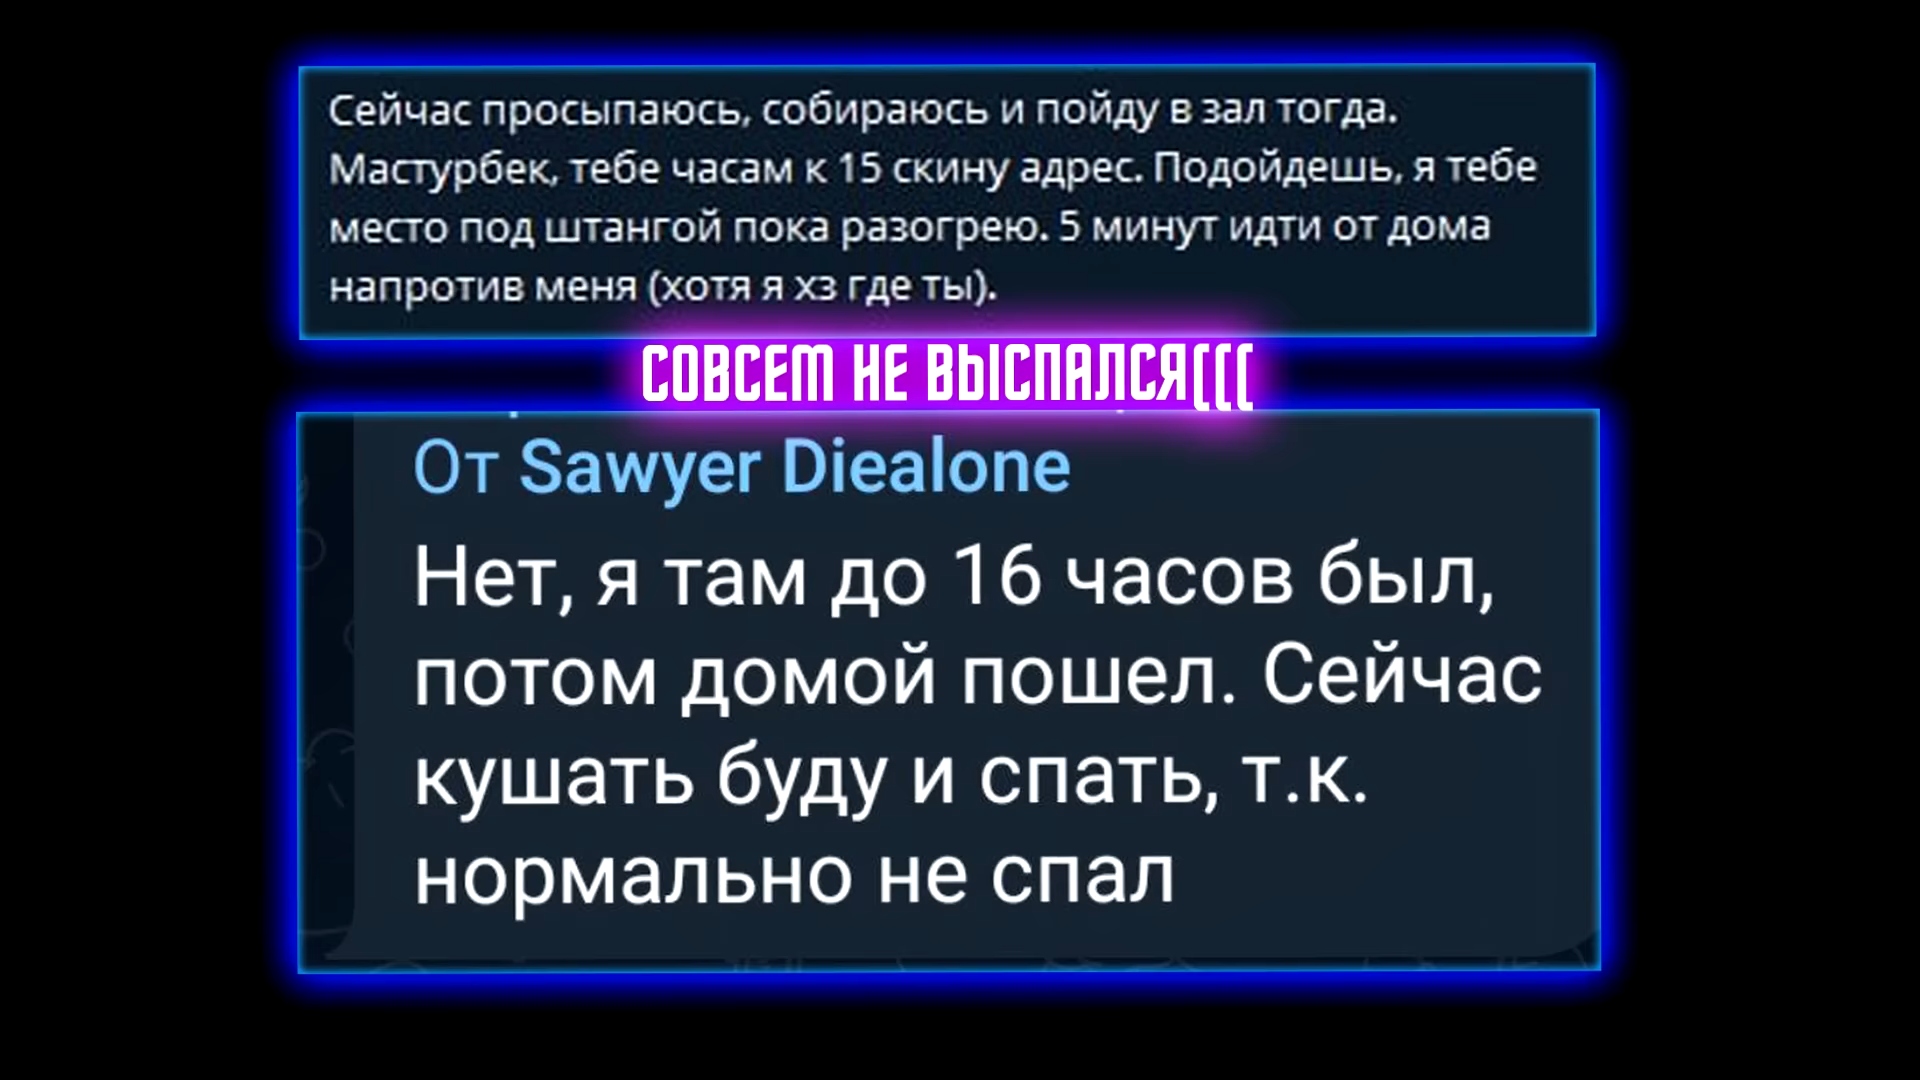 Сейчас просыпаюсь, собираюсь и пойду в зал тогда.
Мастурбек, тебе часам к 15 скину адрес. Подойдешь, я тебе
место под штангой пока разогрею. 5 минут идти от дома
напротив меня (хотя я хз где ты).
СОВСЕМ НЕ ВЫСПАЛСЯ(((
От Sawyer Diealone
Нет, я там до 16 часов был,
потом домой пошел. Сейчас
кушать буду и спать, т.к.
нормально не спал